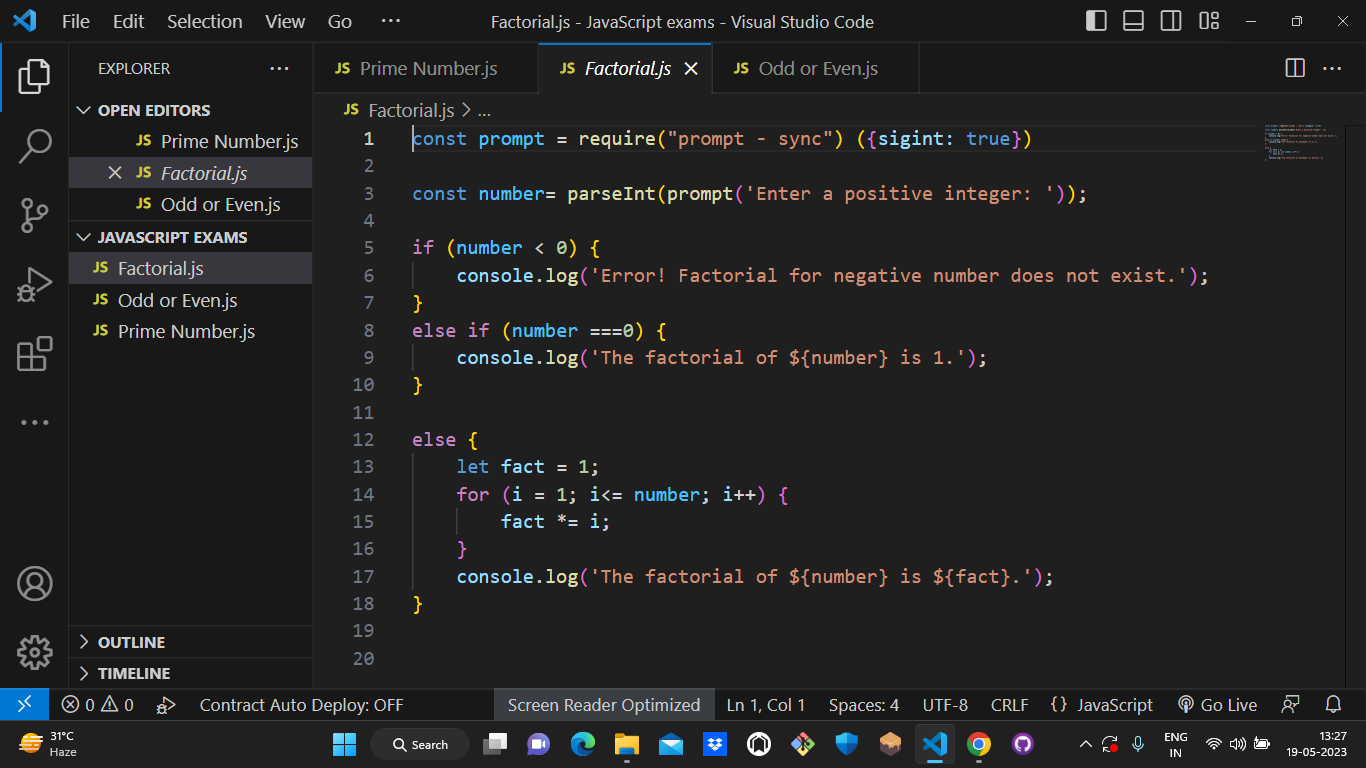 File Edit Selection View Go ··· Factorial.js - JavaScript exams - Visual Studio Code
EXPLORER ···
OPEN EDITORS
JS Prime Number.js
JS Factorial.js
JS Odd or Even.js
JAVASCRIPT EXAMS
JS Factorial.js
JS Odd or Even.js
JS Prime Number.js
OUTLINE
TIMELINE
JS Prime Number.js JS Factorial.js JS Odd or Even.js
JS Factorial.js > ...
1 const prompt = require("prompt - sync") ({sigint: true})
2
3 const number= parseInt(prompt('Enter a positive integer: '));
4
5 if (number < 0) {
6     console.log('Error! Factorial for negative number does not exist.');
7 }
8 else if (number ===0) {
9     console.log('The factorial of ${number} is 1.');
10 }
11
12 else {
13     let fact = 1;
14     for (i = 1; i<= number; i++) {
15         fact *= i;
16     }
17     console.log('The factorial of ${number} is ${fact}.');
18 }
19
20
0 0 Contract Auto Deploy: OFF Screen Reader Optimized Ln 1, Col 1 Spaces: 4 UTF-8 CRLF {} JavaScript Go Live
31°C
Haze
Search
ENG
IN
13:27
19-05-2023